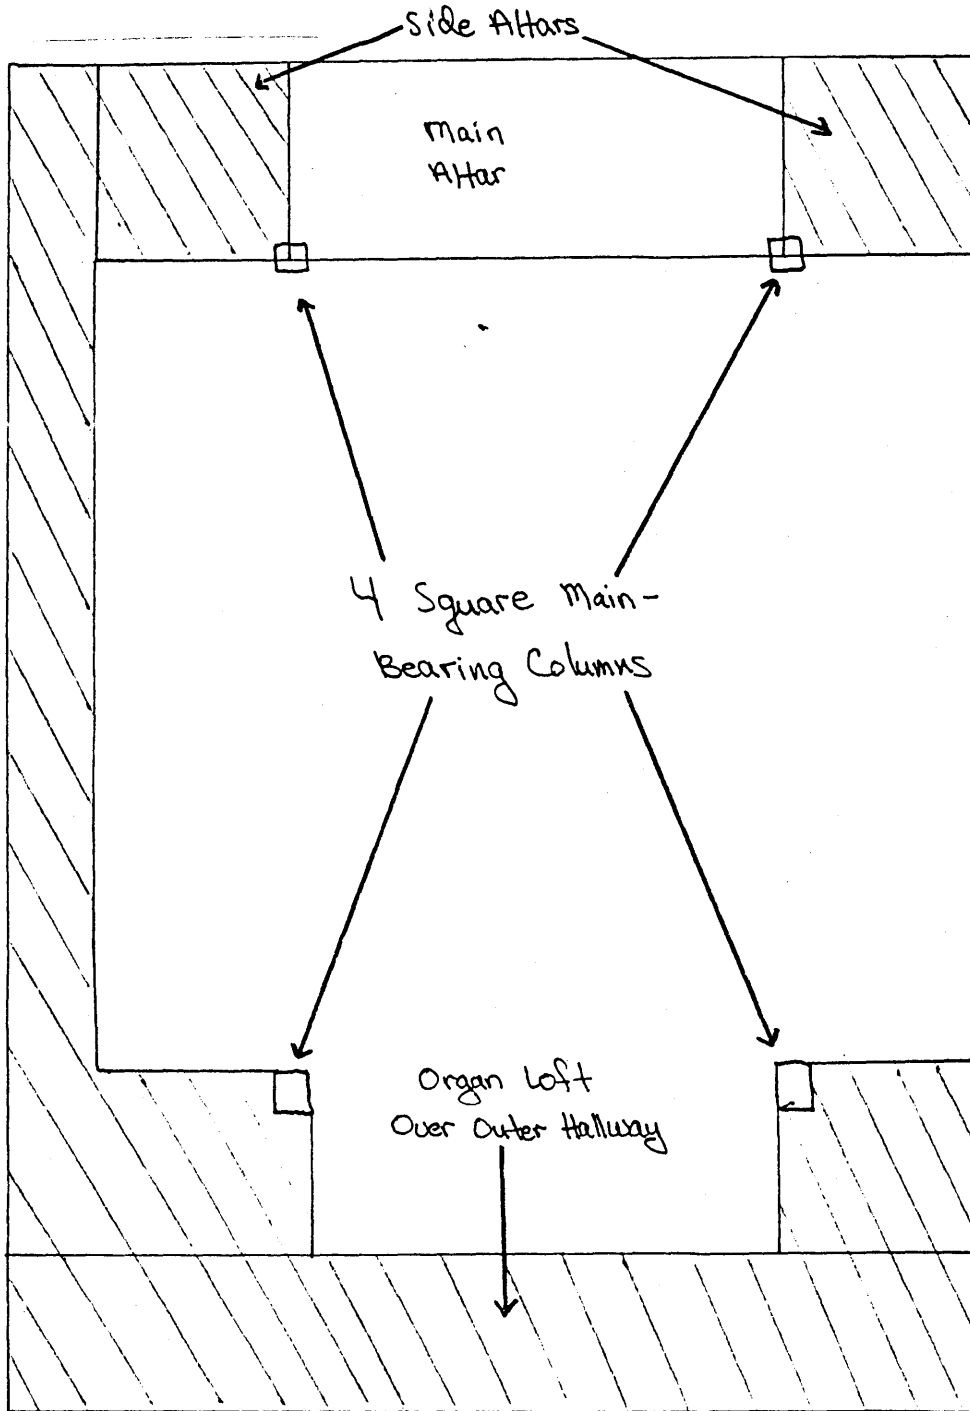 Side Altars
Main
Altar
4 Square Main-
Bearing Columns
Organ Loft
Over Outer Hallway